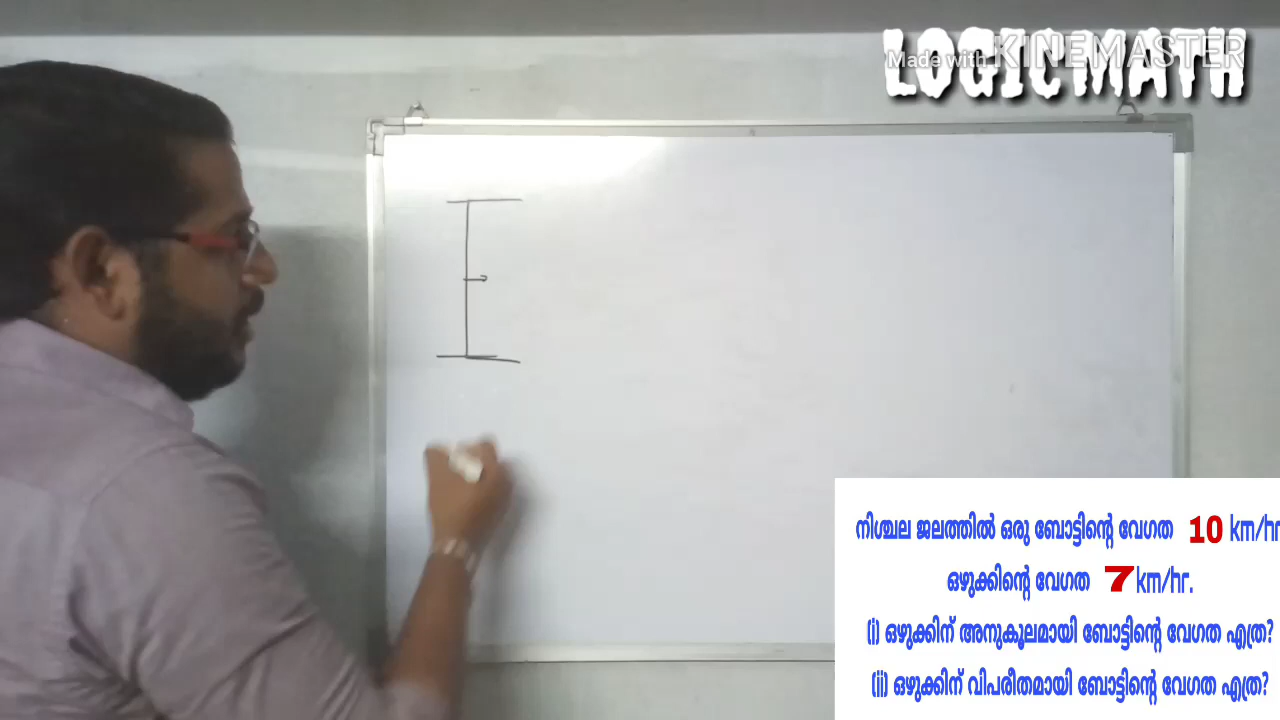 LOGICMATH
Made with KINEMASTER
നിശ്ചല ജലത്തിൽ ഒരു ബോട്ടിന്റെ വേഗത 10 km/hr
ഒഴുക്കിന്റെ വേഗത 7 km/hr.
(i) ഒഴുക്കിന് അനുകൂലമായി ബോട്ടിന്റെ വേഗത എത്ര?
(ii) ഒഴുക്കിന് വിപരീതമായി ബോട്ടിന്റെ വേഗത എത്ര?